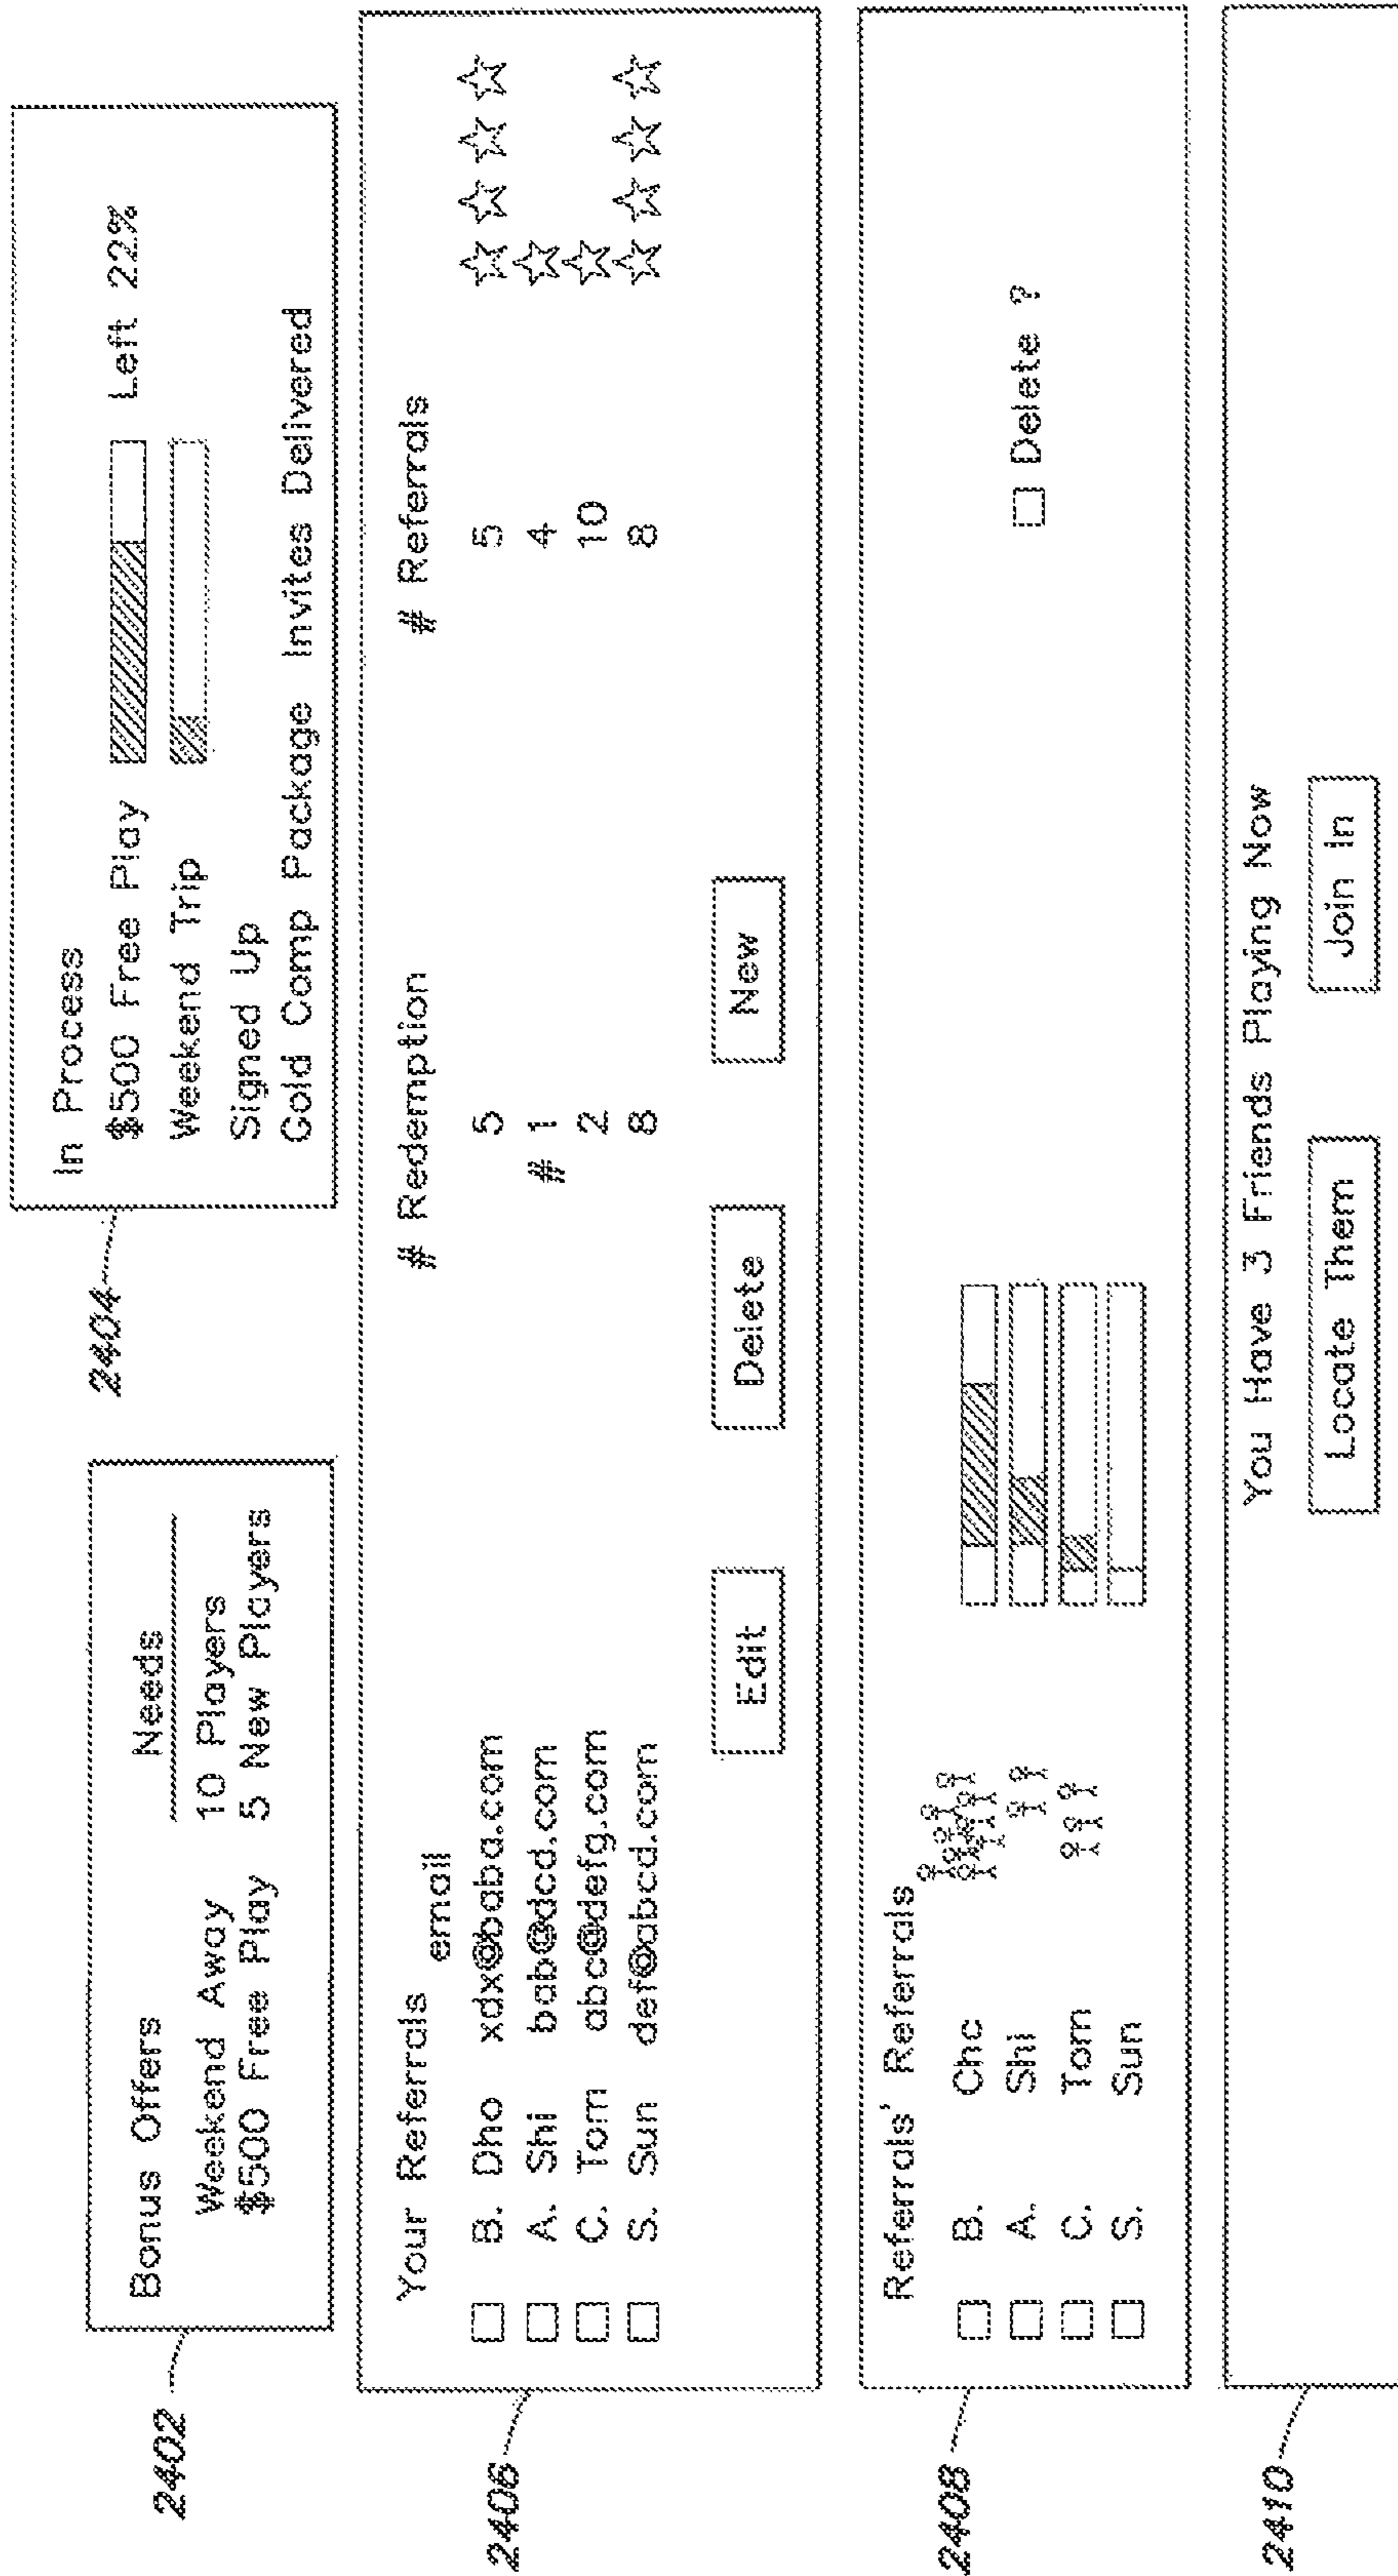 2402
Bonus Offers Needs
Weekend Away 10 Players
$500 Free Play 5 New Players
2404
In Process
$500 Free Play Left 22%
Weekend Trip
Signed Up
Gold Comp Package Invites Delivered
2406
Your Referrals # Redemption # Referrals
email
B. Dho xdx@baba.com 5 5 ☆ ☆ ☆ ☆
A. Shi bab@dcd.com # 1 4 ☆
C. Tom abc@defg.com 2 10 ☆
S. Sun def@abcd.com 8 8 ☆ ☆ ☆ ☆
Edit Delete New
2408
Referrals' Referrals
B. Chc
A. Shi Delete ?
C. Tom
S. Sun
2410
You Have 3 Friends Playing Now
Locate Them Join In